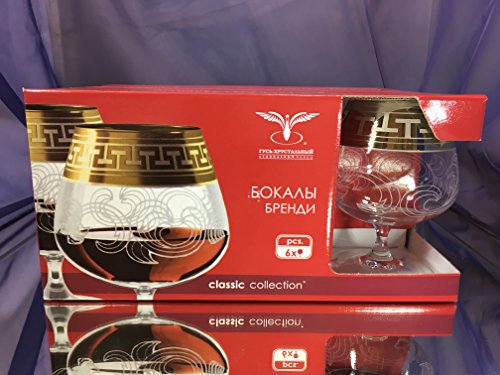 ГУСЬ-ХРУСТАЛЬНЫЙ
БОКАЛЫ
БРЕНДИ
pcs.
6x
classic collection